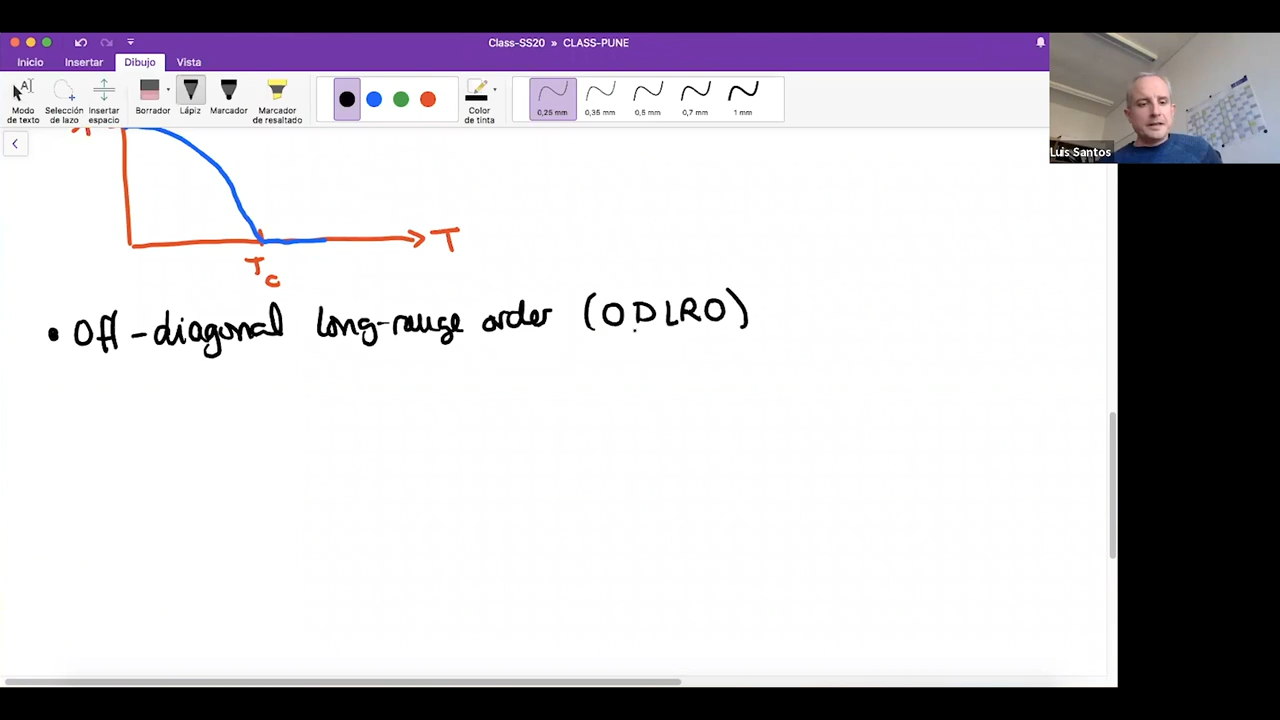 Class-SS20 » CLASS-PUNE
Inicio Insertar Dibujo Vista
Modo de texto
Selección de lazo
Insertar espacio
Borrador
Lápiz
Marcador
Marcador de resaltado
Color de tinta
0,25 mm 0,35 mm 0,5 mm 0,7 mm 1 mm
Luis Santos
T
Tc
• Off-diagonal long-range order (ODLRO)